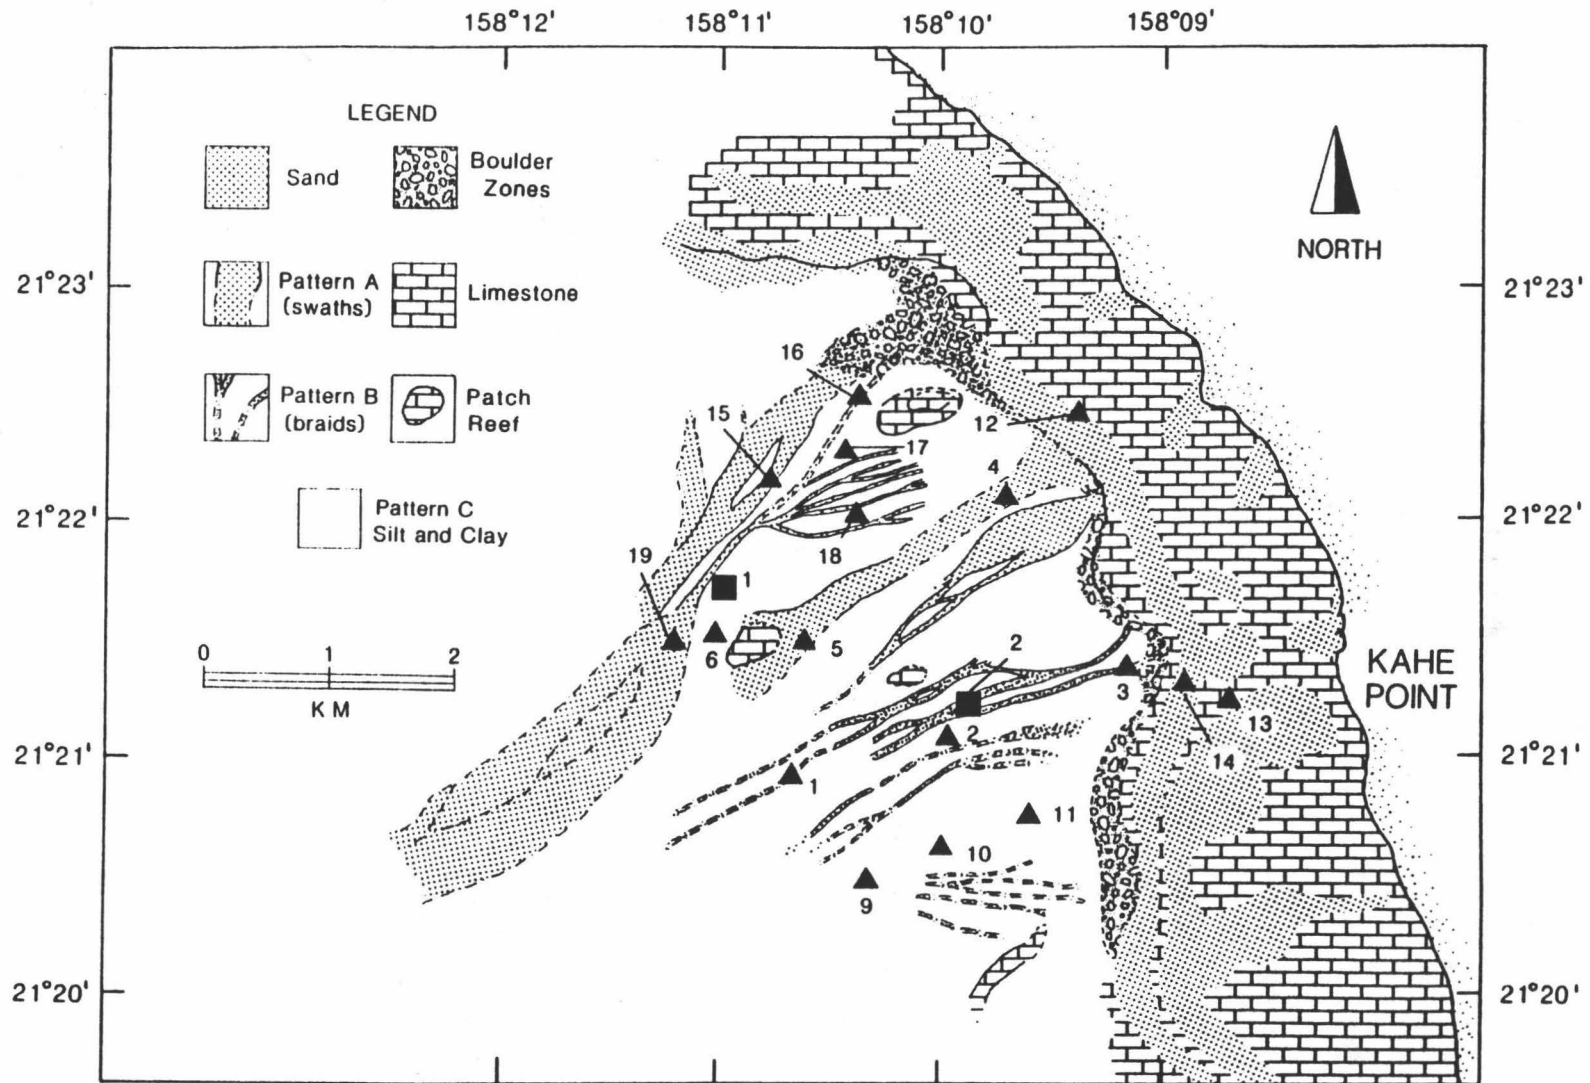 158°12' 158°11' 158°10' 158°09'
LEGEND
Sand
Boulder
Zones
NORTH
21°23'
Pattern A
(swaths)
Limestone
21°23'
16
Pattern B
(braids)
Patch
Reef
15
12
17
4
Pattern C
Silt and Clay
21°22'
21°22'
19
18
1
0 1 2
KM
6
5
2
3
KAHE
POINT
13
14
21°21'
2
21°21'
1
11
10
9
21°20'
21°20'